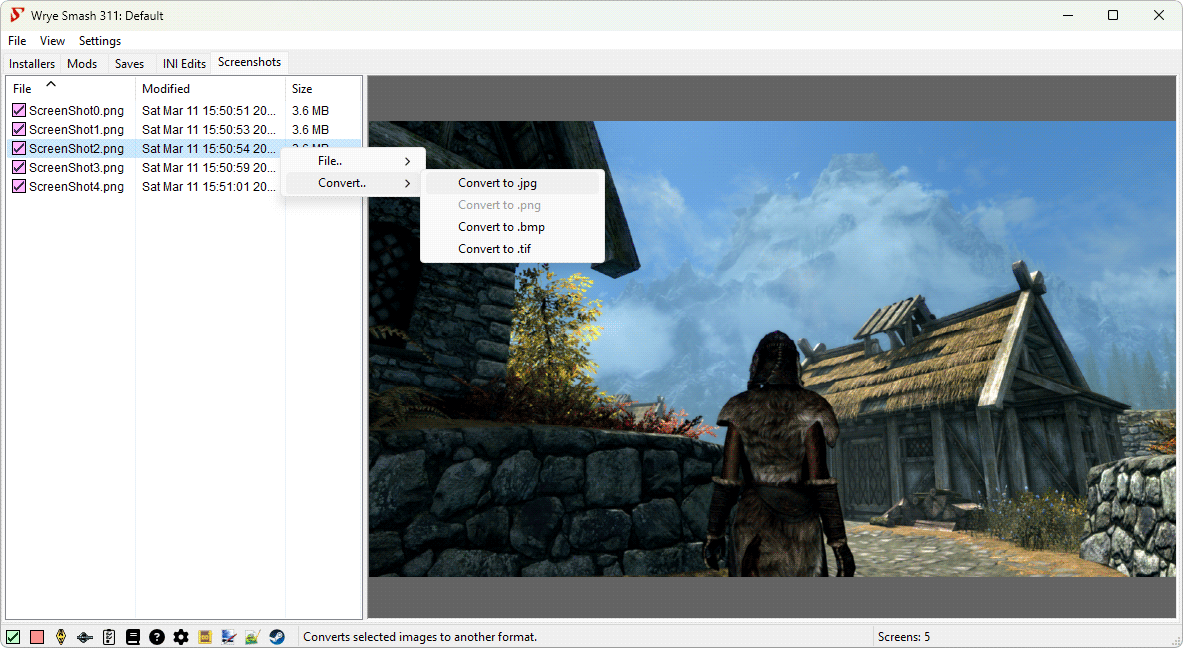 Wrye Smash 311: Default
File View Settings
Installers Mods Saves INI Edits Screenshots
File Modified Size
ScreenShot0.png Sat Mar 11 15:50:51 20... 3.6 MB
ScreenShot1.png Sat Mar 11 15:50:53 20... 3.6 MB
ScreenShot2.png Sat Mar 11 15:50:54 20... 3.6 MB
ScreenShot3.png Sat Mar 11 15:50:59 20...
ScreenShot4.png Sat Mar 11 15:51:01 20...
File..
Convert..
Convert to .jpg
Convert to .png
Convert to .bmp
Convert to .tif
Converts selected images to another format.
Screens: 5